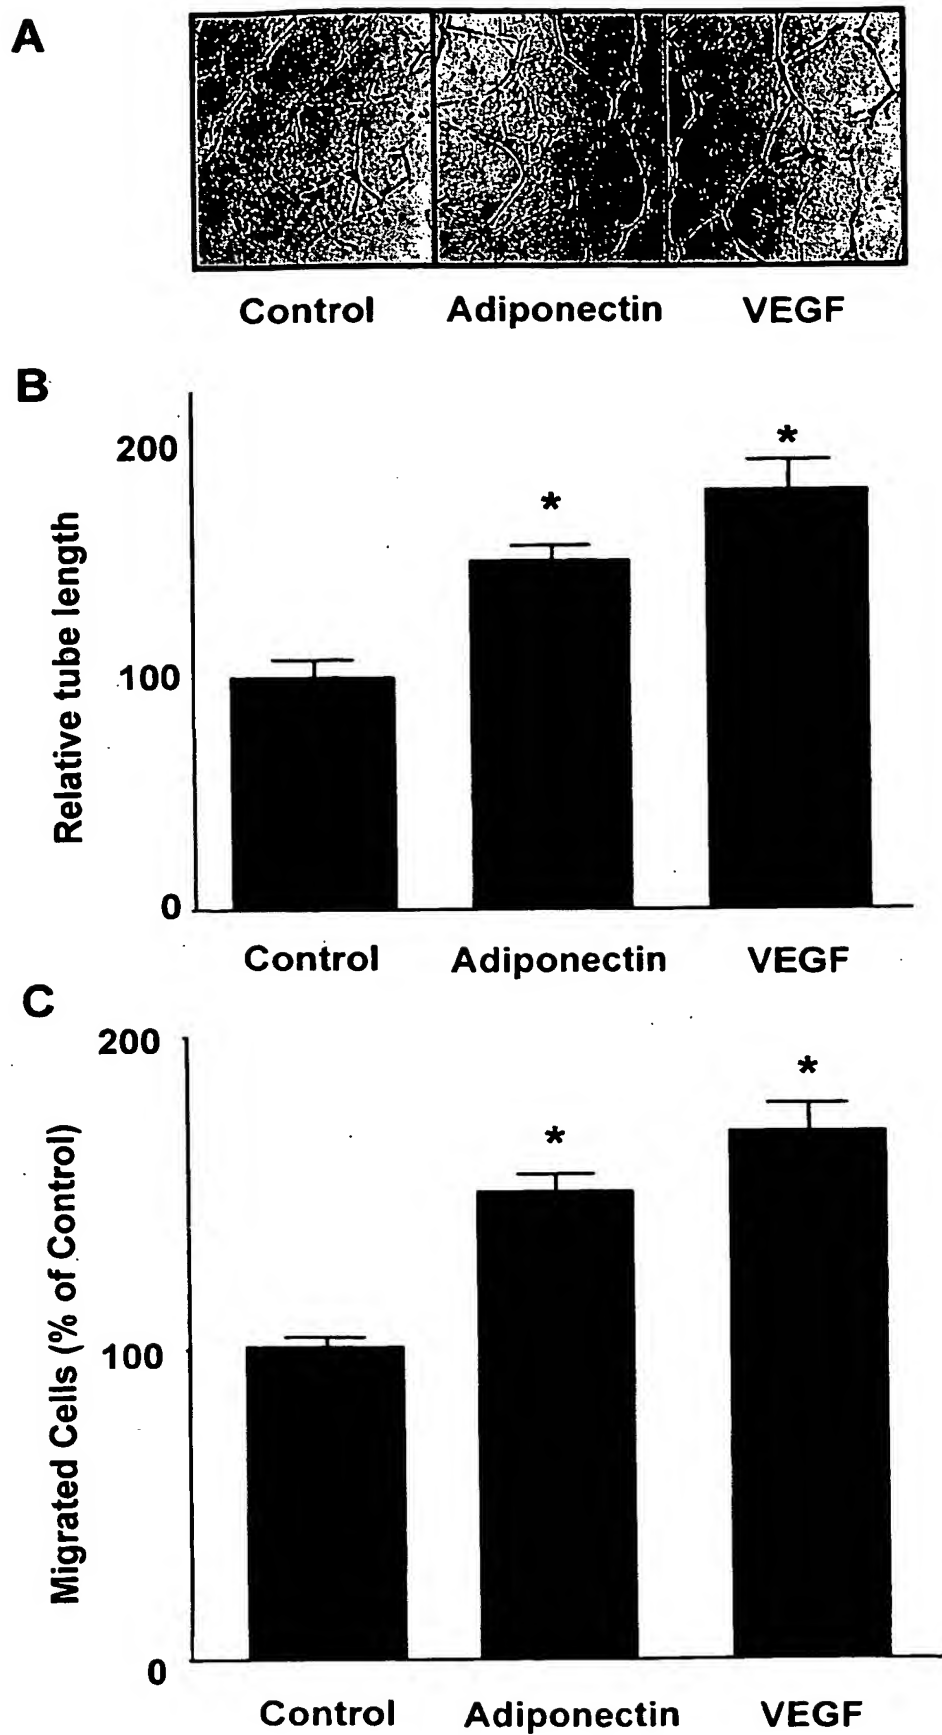 A
Control Adiponectin VEGF
B
200
*
*
Relative tube length
100
0
Control Adiponectin VEGF
C
200
*
*
Migrated Cells (% of Control)
100
0
Control Adiponectin VEGF